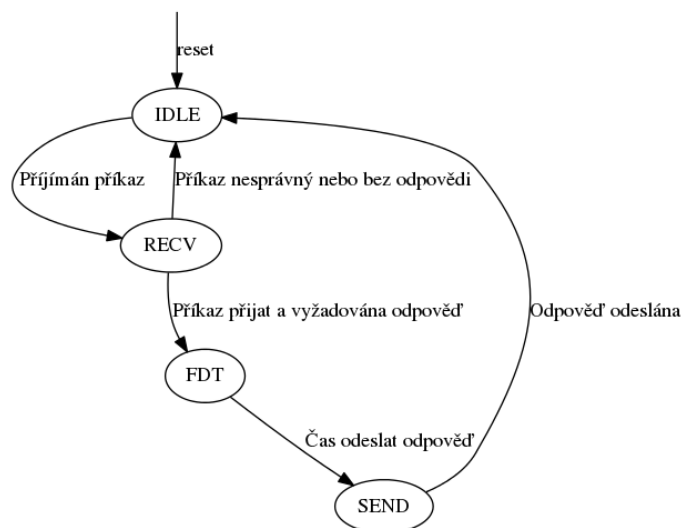 reset
IDLE
Příjímán příkaz
Příkaz nesprávný nebo bez odpovědi
RECV
Příkaz přijat a vyžadována odpověď
Odpověď odeslána
FDT
Čas odeslat odpověď
SEND